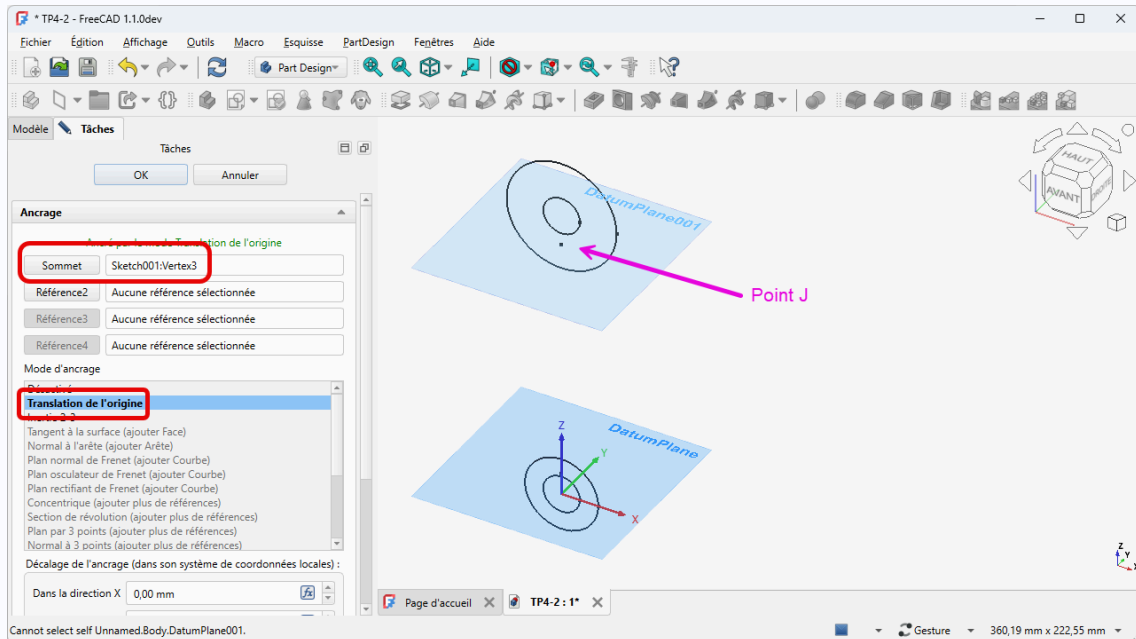 * TP4-2 - FreeCAD 1.1.0dev
Fichier Édition Affichage Outils Macro Esquisse PartDesign Fenêtres Aide
Part Design
Modèle Tâches
Tâches
OK Annuler
Ancrage
Translation de l'origine
Sommet Sketch001:Vertex3
Référence2 Aucune référence sélectionnée
Référence3 Aucune référence sélectionnée
Référence4 Aucune référence sélectionnée
Mode d'ancrage
Désactivé
Translation de l'origine
Inertie 2-3
Tangent à la surface (ajouter Face)
Normal à l'arête (ajouter Arête)
Plan normal de Frenet (ajouter Courbe)
Plan osculateur de Frenet (ajouter Courbe)
Plan rectifiant de Frenet (ajouter Courbe)
Concentrique (ajouter plus de références)
Section de révolution (ajouter plus de références)
Plan par 3 points (ajouter plus de références)
Normal à 3 points (ajouter plus de références)
Décalage de l'ancrage (dans son système de coordonnées locales) :
Dans la direction X 0,00 mm
DatumPlane001
Point J
DatumPlane
Z
Y
X
HAUT
AVANT
DROITE
Z
Y
X
Page d'accueil TP4-2 : 1*
Cannot select self Unnamed.Body.DatumPlane001.
Gesture 360,19 mm x 222,55 mm